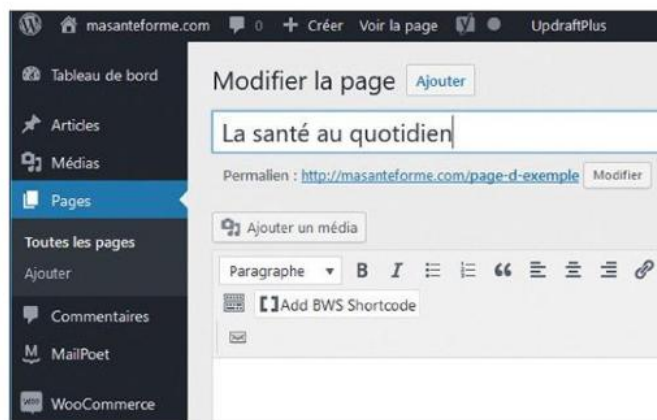 masanteforme.com 0 + Créer Voir la page UpdraftPlus
Tableau de bord
Articles
Médias
Pages
Toutes les pages
Ajouter
Commentaires
MailPoet
WooCommerce
Modifier la page Ajouter
La santé au quotidien
Permalien : http://masanteforme.com/page-d-exemple Modifier
Ajouter un média
Paragraphe B I
[ ]Add BWS Shortcode